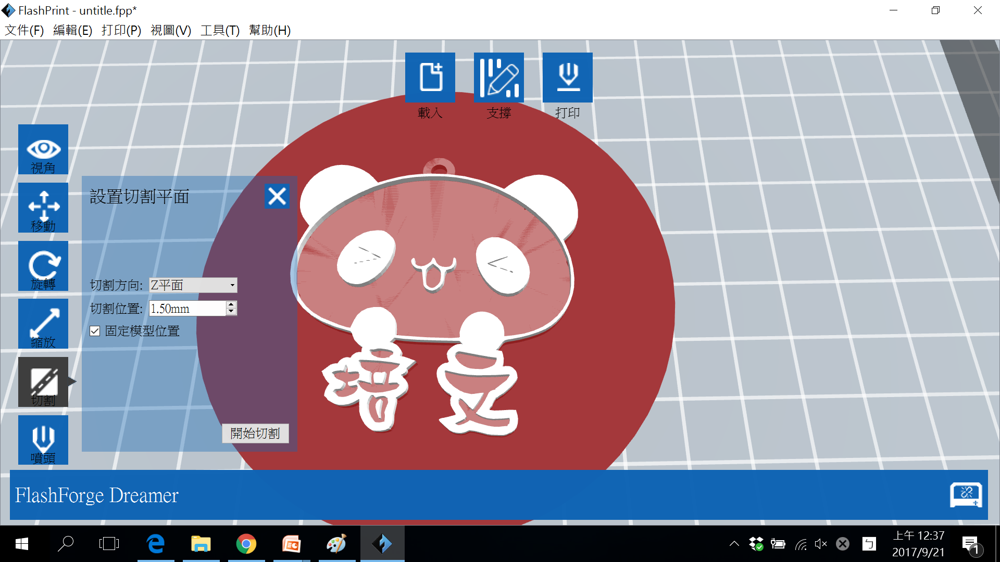 FlashPrint - untitle.fpp*
文件(F) 編輯(E) 打印(P) 視圖(V) 工具(T) 幫助(H)
載入 支撐 打印
視角
移動
旋轉
縮放
切割
噴頭
設置切割平面
切割方向: Z平面
切割位置: 1.50mm
固定模型位置
開始切割
培文
FlashForge Dreamer
上午 12:37
2017/9/21
ㄅ
1